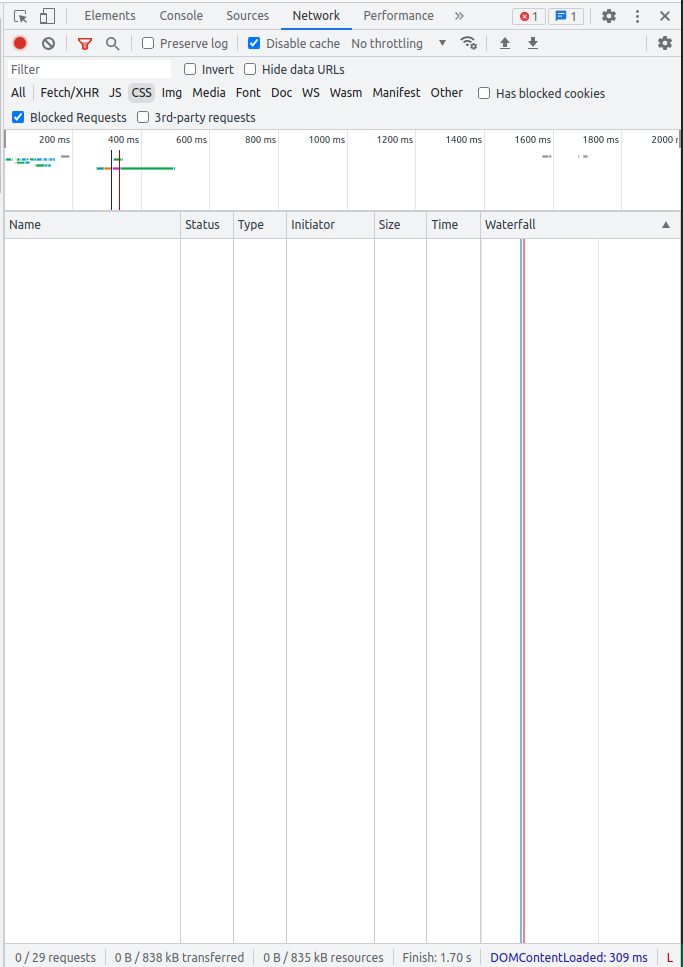 Elements Console Sources Network Performance 1 1
Preserve log Disable cache No throttling
Filter Invert Hide data URLs
All Fetch/XHR JS CSS Img Media Font Doc WS Wasm Manifest Other Has blocked cookies
Blocked Requests 3rd-party requests
200 ms 400 ms 600 ms 800 ms 1000 ms 1200 ms 1400 ms 1600 ms 1800 ms 2000
Name Status Type Initiator Size Time Waterfall
0 / 29 requests 0 B / 838 kB transferred 0 B / 835 kB resources Finish: 1.70 s DOMContentLoaded: 309 ms L